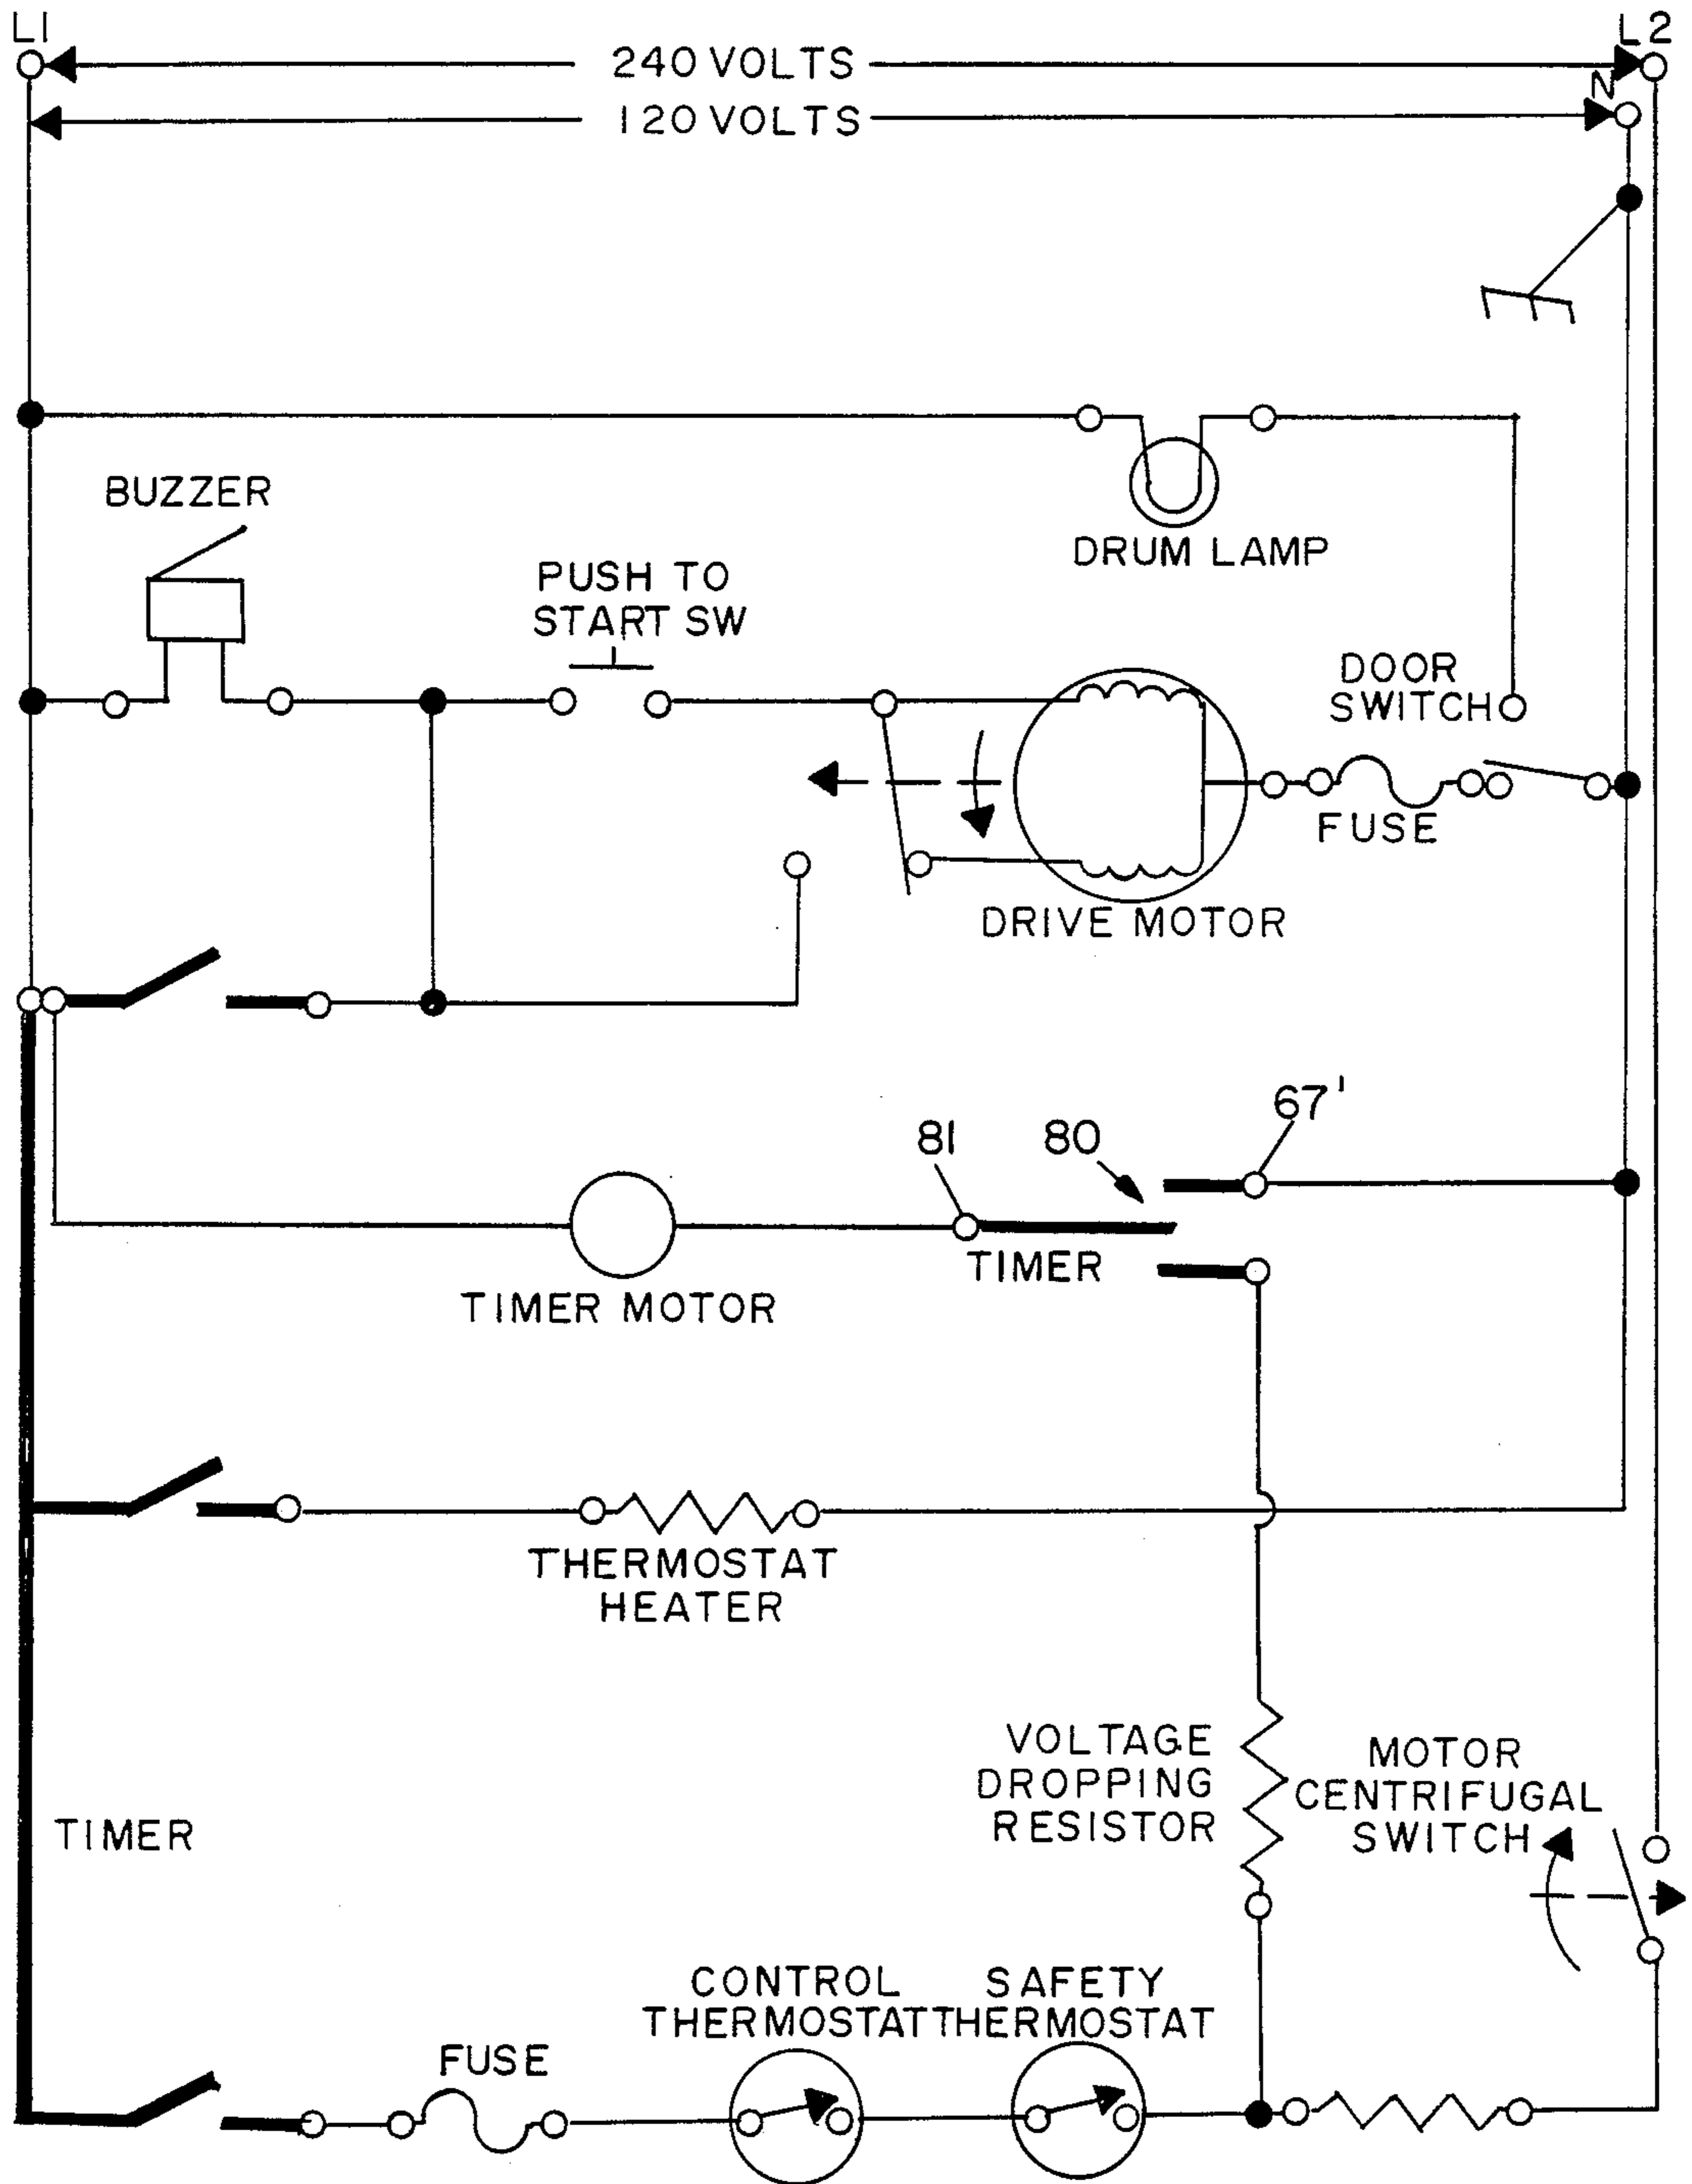 L1
L2
240 VOLTS
N
120 VOLTS
BUZZER
DRUM LAMP
PUSH TO
START SW
DOOR
SWITCH
FUSE
DRIVE MOTOR
67'
81
80
TIMER
TIMER MOTOR
THERMOSTAT
HEATER
VOLTAGE
DROPPING
RESISTOR
MOTOR
CENTRIFUGAL
SWITCH
TIMER
CONTROL
THERMOSTAT
SAFETY
THERMOSTAT
FUSE